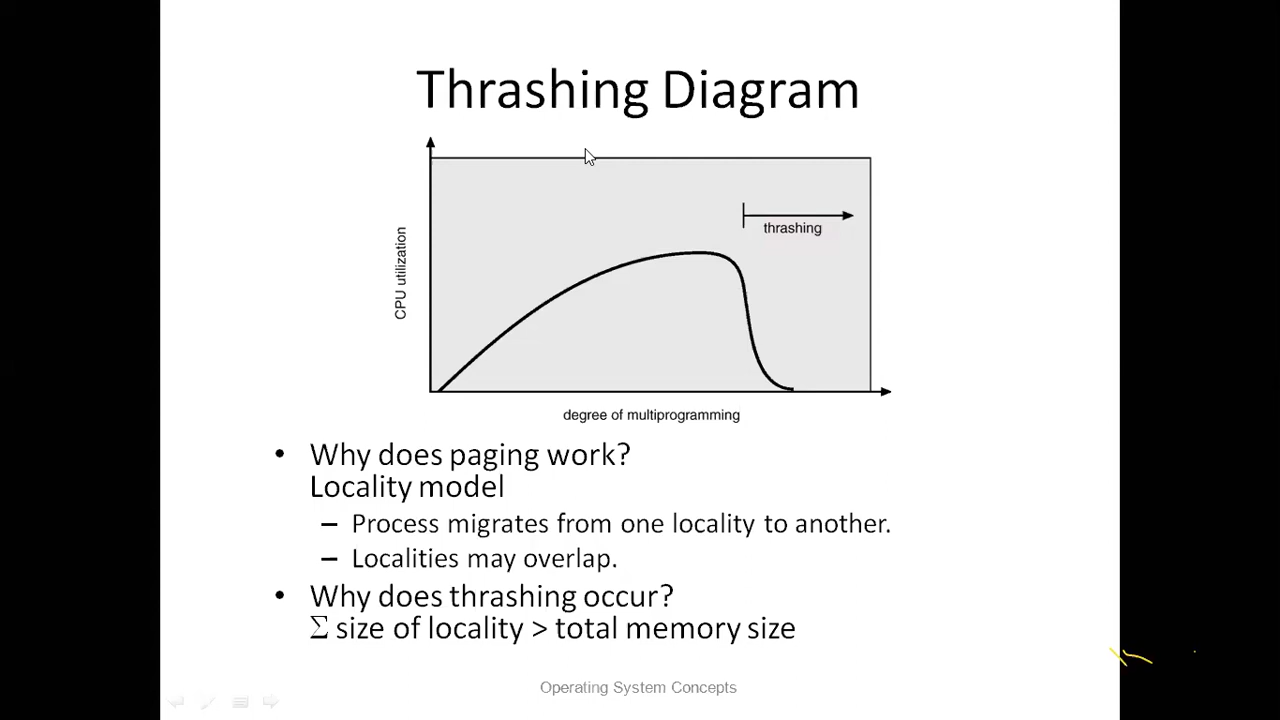 Thrashing Diagram
thrashing
CPU utilization
degree of multiprogramming
• Why does paging work?
Locality model
– Process migrates from one locality to another.
– Localities may overlap.
• Why does thrashing occur?
Σ size of locality > total memory size
Operating System Concepts